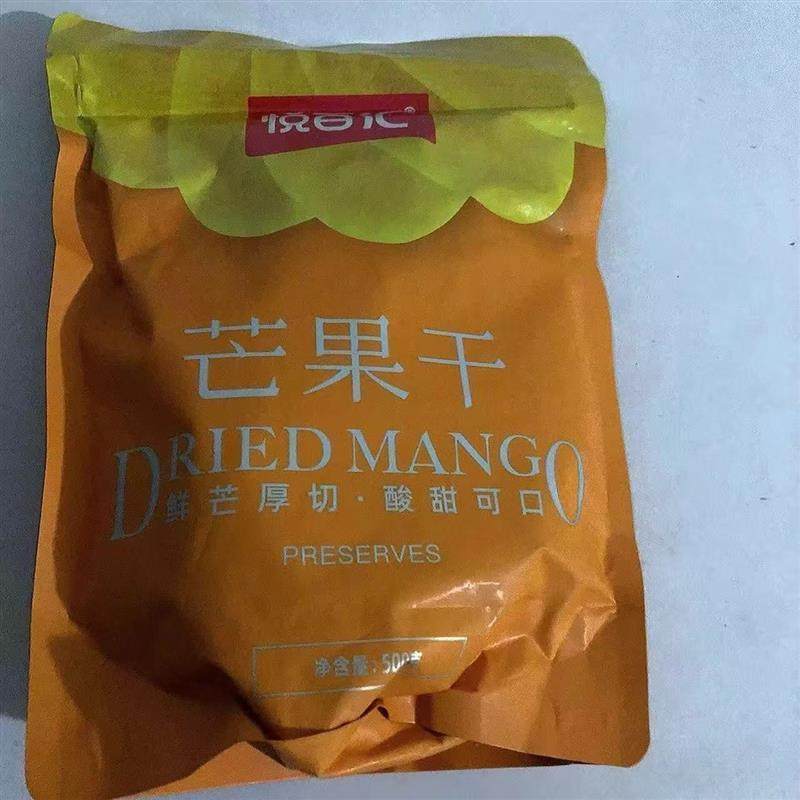 悦百汇®
芒果干
DRIED MANGO
鲜芒厚切·酸甜可口
PRESERVES
净含量:500克